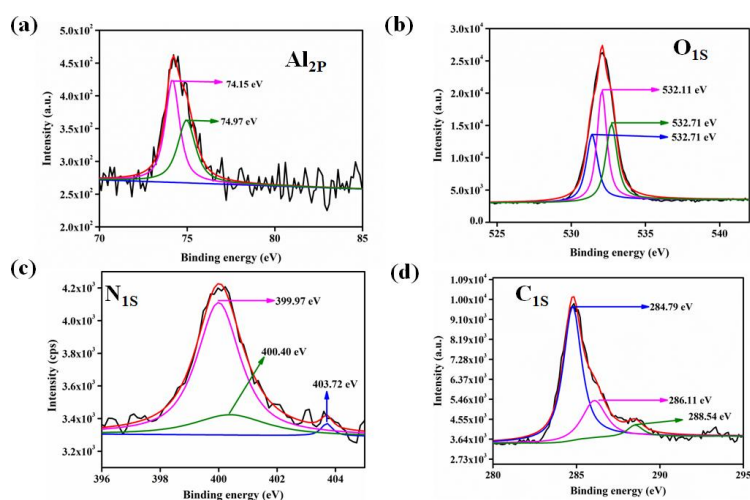 (a)
Al2P
5.0x10²
4.5x10²
4.0x10²
3.5x10²
3.0x10²
2.5x10²
2.0x10²
Intensity (a.u.)
74.15 eV
74.97 eV
70 75 80 85
Binding energy (eV)
(b)
O1S
3.0x10⁴
2.5x10⁴
2.0x10⁴
1.5x10⁴
1.0x10⁴
5.0x10³
0.0
Intensity (a.u.)
532.11 eV
532.71 eV
532.71 eV
525 530 535 540
Binding energy (eV)
(c)
N1S
4.2x10³
3.8x10³
3.4x10³
3.2x10³
Intensity (cps)
399.97 eV
400.40 eV
403.72 eV
396 398 400 402 404
Binding energy (eV)
(d)
C1S
1.09x10⁴
1.00x10⁴
9.10x10³
8.19x10³
7.28x10³
6.37x10³
5.46x10³
4.55x10³
3.64x10³
2.73x10³
Intensity (a.u.)
284.79 eV
286.11 eV
288.54 eV
280 285 290 295
Binding energy (eV)